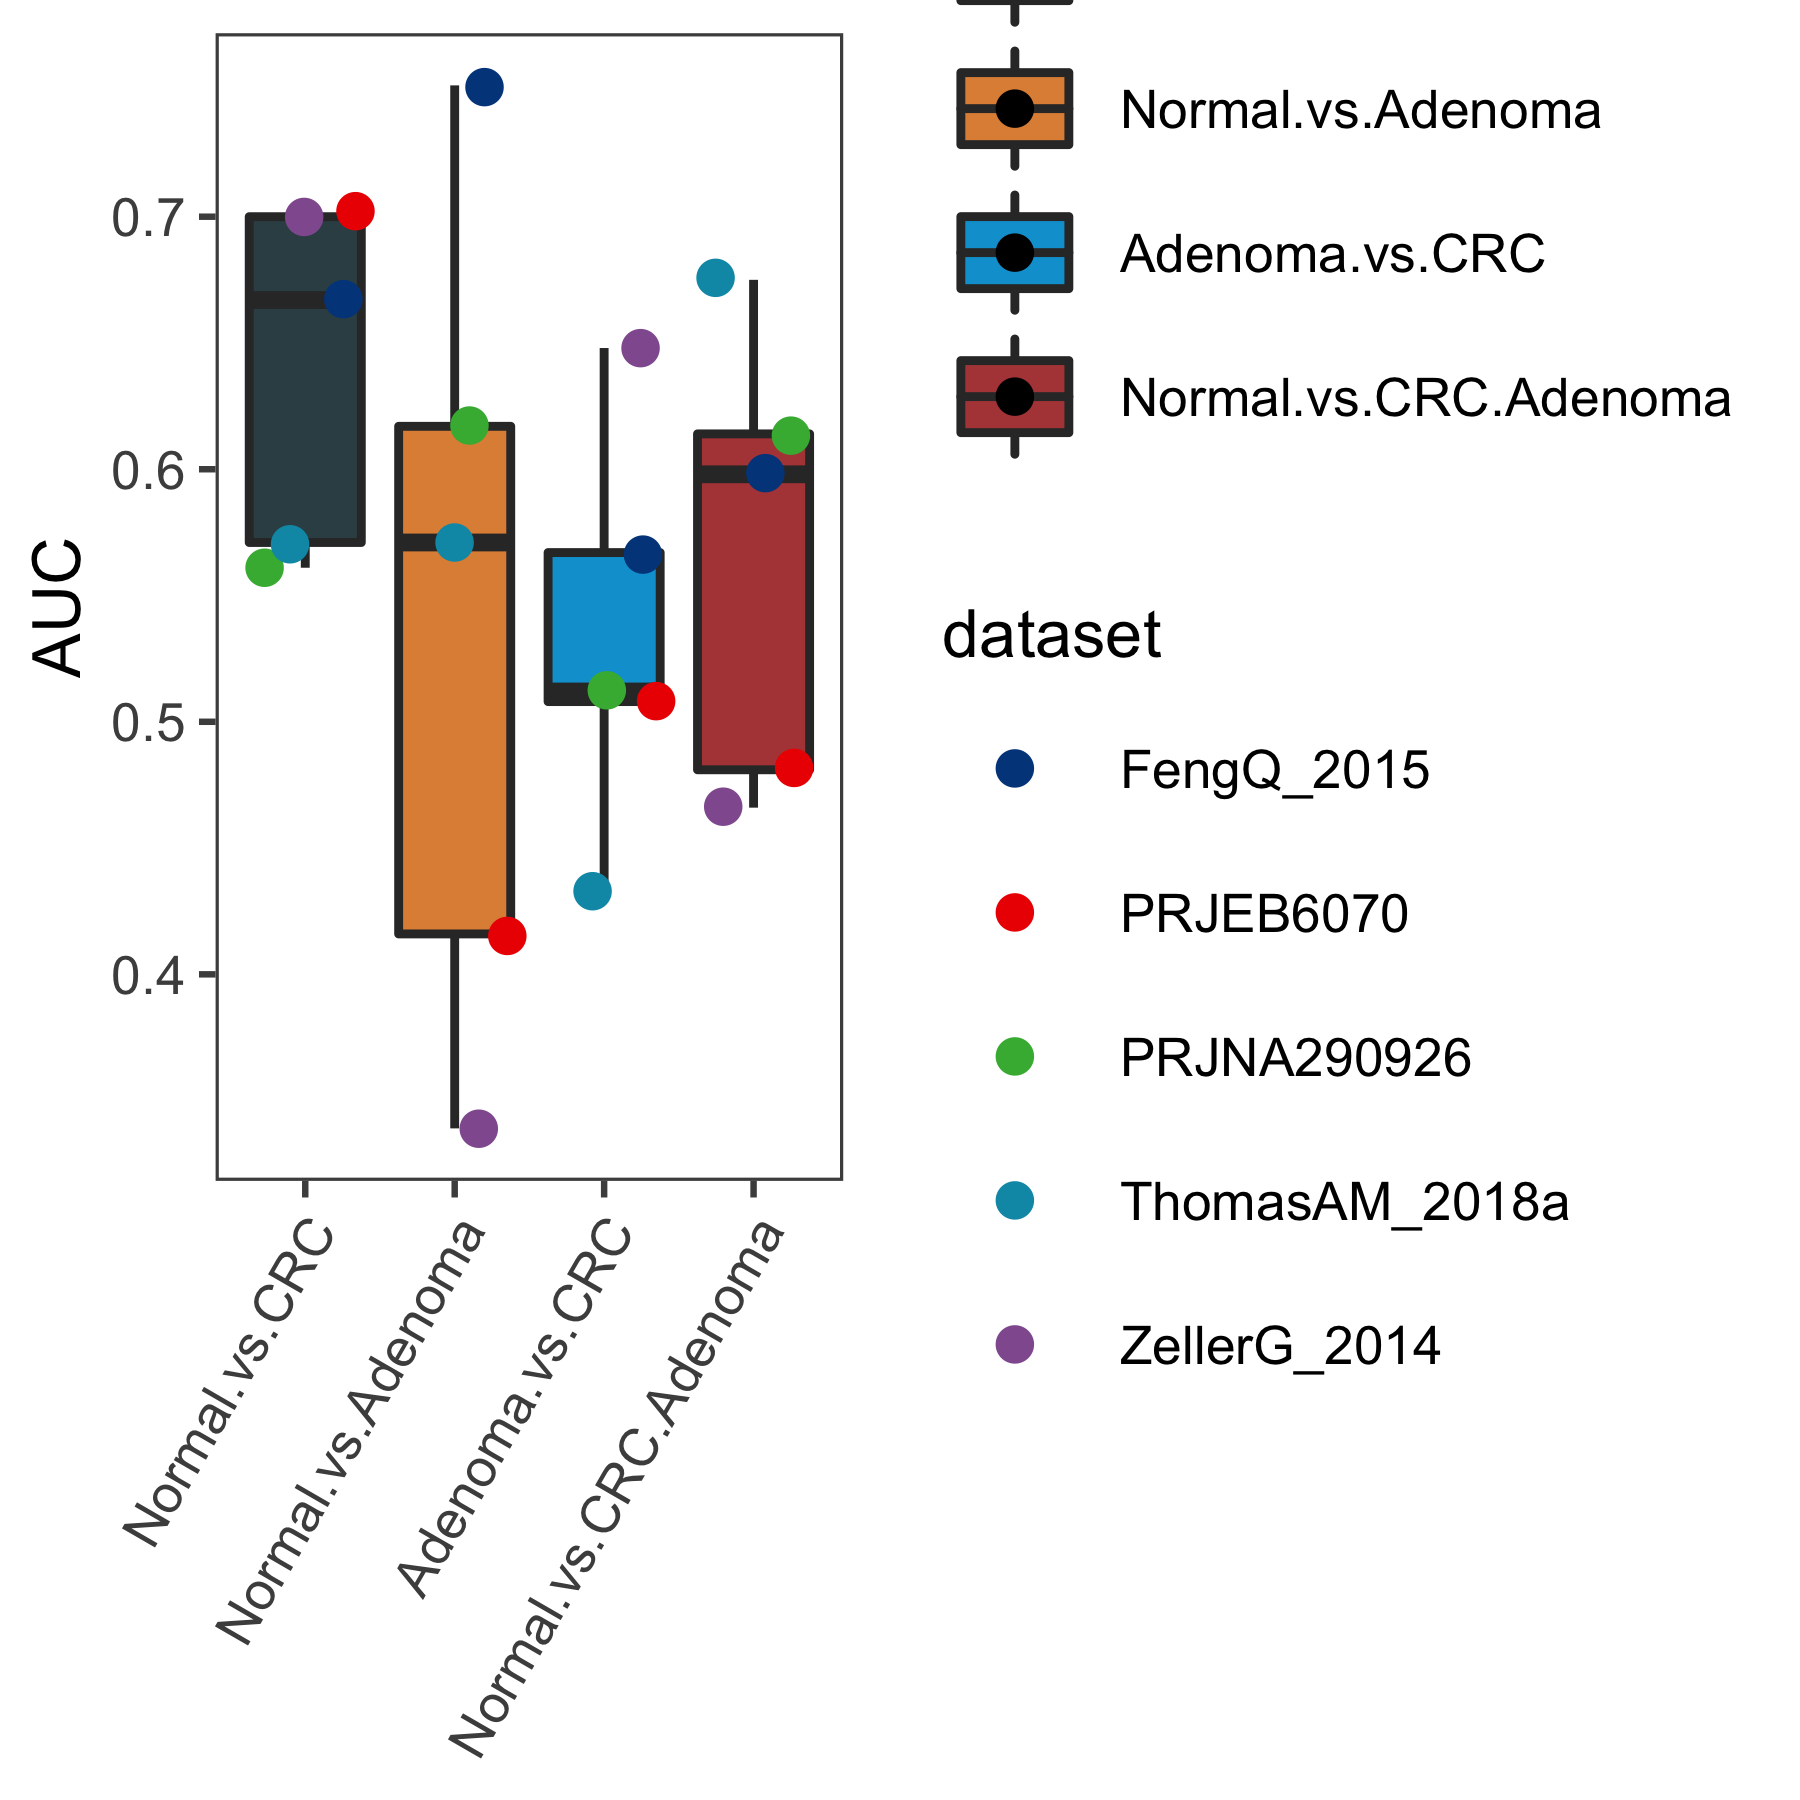 AUC
0.7
0.6
0.5
0.4
Normal.vs.CRC
Normal.vs.Adenoma
Adenoma.vs.CRC
Normal.vs.CRC.Adenoma
Normal.vs.Adenoma
Adenoma.vs.CRC
Normal.vs.CRC.Adenoma
dataset
FengQ_2015
PRJEB6070
PRJNA290926
ThomasAM_2018a
ZellerG_2014